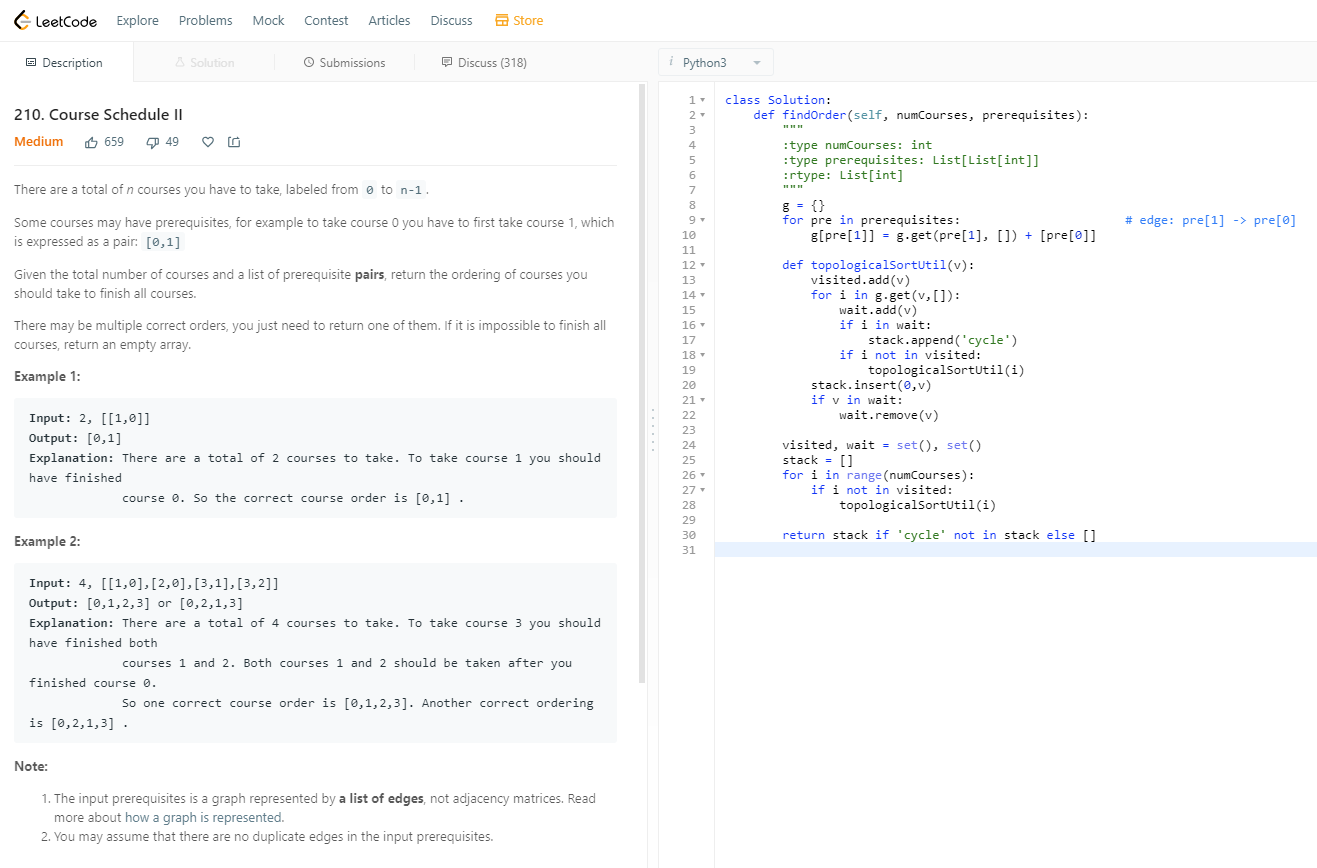 LeetCode Explore Problems Mock Contest Articles Discuss Store
Description Solution Submissions Discuss (318)
210. Course Schedule II
Medium 659 49
There are a total of n courses you have to take, labeled from 0 to n-1.
Some courses may have prerequisites, for example to take course 0 you have to first take course 1, which
is expressed as a pair: [0,1]
Given the total number of courses and a list of prerequisite pairs, return the ordering of courses you
should take to finish all courses.
There may be multiple correct orders, you just need to return one of them. If it is impossible to finish all
courses, return an empty array.
Example 1:
Input: 2, [[1,0]]
Output: [0,1]
Explanation: There are a total of 2 courses to take. To take course 1 you should
have finished
course 0. So the correct course order is [0,1] .
Example 2:
Input: 4, [[1,0],[2,0],[3,1],[3,2]]
Output: [0,1,2,3] or [0,2,1,3]
Explanation: There are a total of 4 courses to take. To take course 3 you should
have finished both
courses 1 and 2. Both courses 1 and 2 should be taken after you
finished course 0.
So one correct course order is [0,1,2,3]. Another correct ordering
is [0,2,1,3] .
Note:
1. The input prerequisites is a graph represented by a list of edges, not adjacency matrices. Read
more about how a graph is represented.
2. You may assume that there are no duplicate edges in the input prerequisites.
i Python3
1 class Solution:
2     def findOrder(self, numCourses, prerequisites):
3         """
4         :type numCourses: int
5         :type prerequisites: List[List[int]]
6         :rtype: List[int]
7         """
8         g = {}
9         for pre in prerequisites:                       # edge: pre[1] -> pre[0]
10             g[pre[1]] = g.get(pre[1], []) + [pre[0]]
11
12         def topologicalSortUtil(v):
13             visited.add(v)
14             for i in g.get(v,[]):
15                 wait.add(v)
16                 if i in wait:
17                     stack.append('cycle')
18                 if i not in visited:
19                     topologicalSortUtil(i)
20             stack.insert(0,v)
21             if v in wait:
22                 wait.remove(v)
23
24         visited, wait = set(), set()
25         stack = []
26         for i in range(numCourses):
27             if i not in visited:
28                 topologicalSortUtil(i)
29
30         return stack if 'cycle' not in stack else []
31